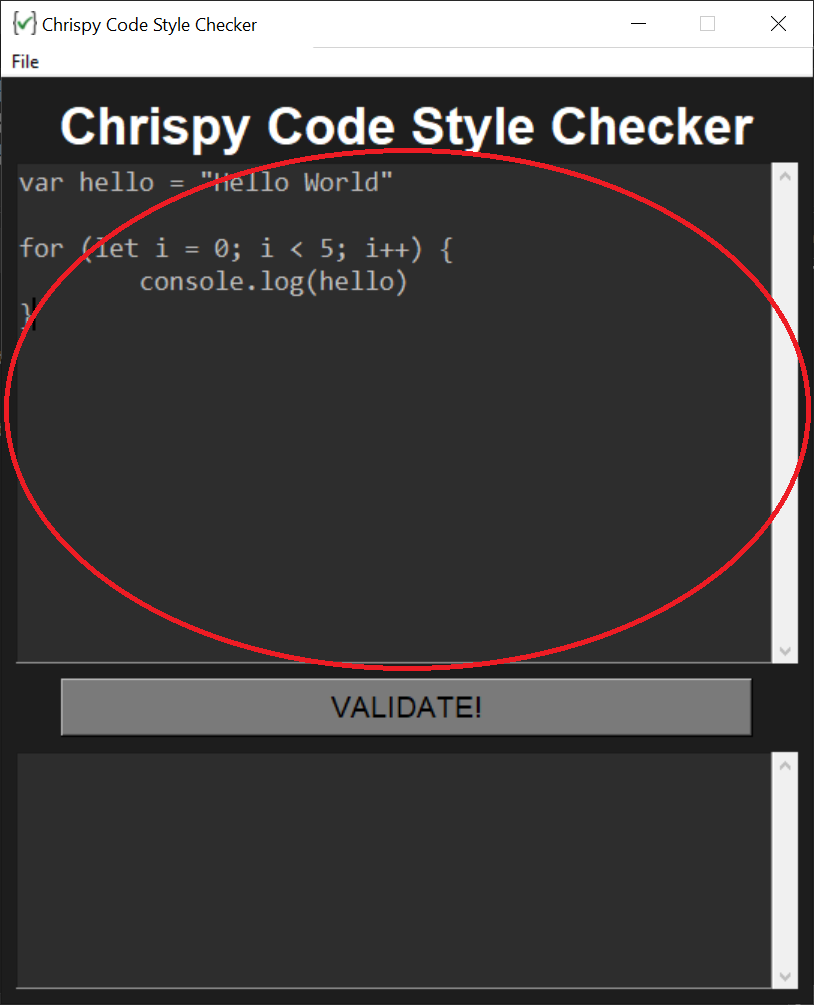 Chrispy Code Style Checker
File
Chrispy Code Style Checker
var hello = "Hello World"
for (let i = 0; i < 5; i++) {
        console.log(hello)
}
VALIDATE!